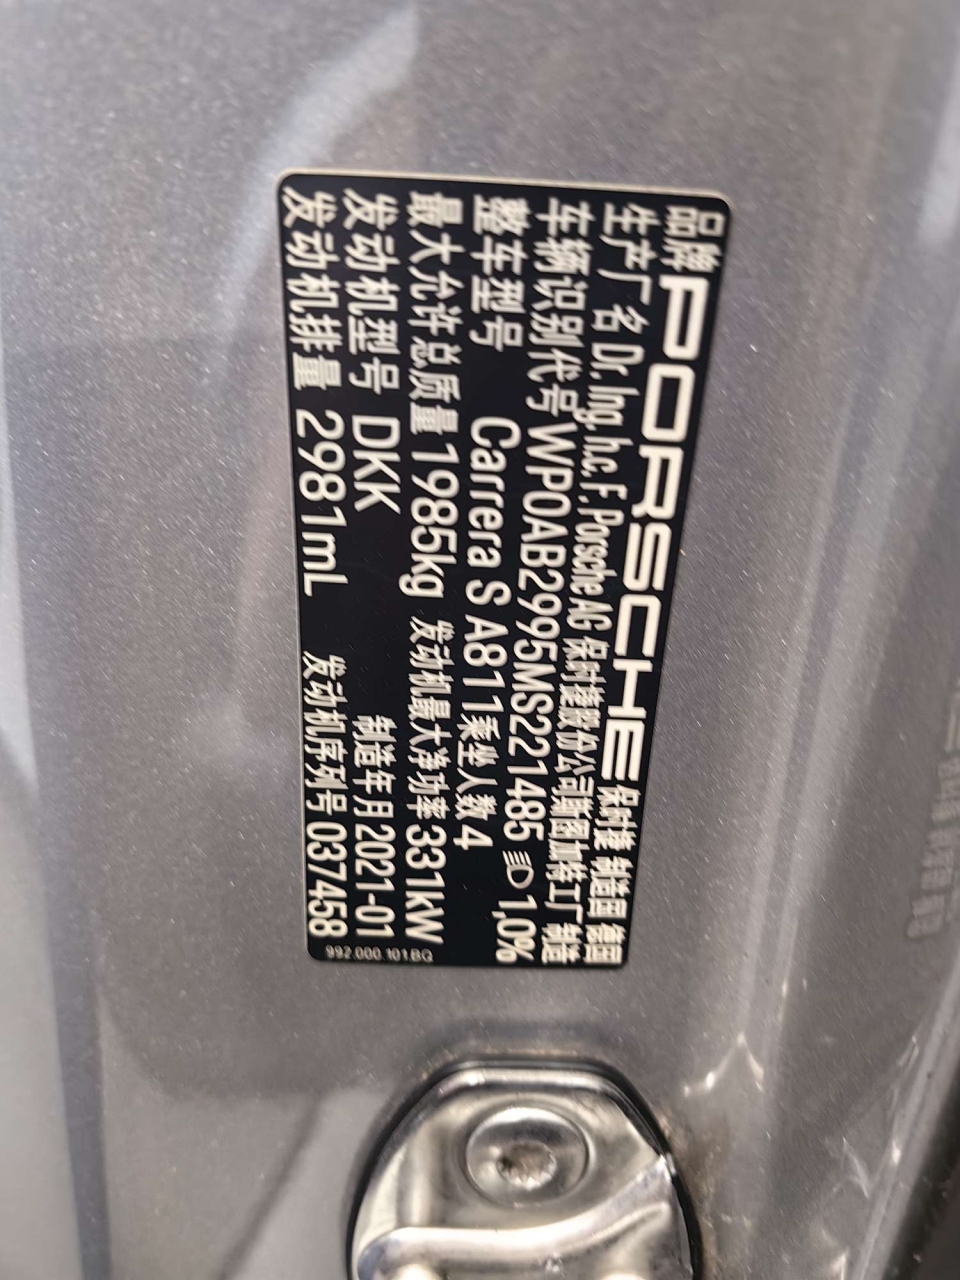 品牌 PORSCHE 保时捷 制造国 德国
生产厂名 Dr. Ing. h.c. F. Porsche AG 保时捷股份公司斯图加特工厂 制造
车辆识别代号 WP0AB2995MS221485 1,0%
整车型号 Carrera S A811 乘坐人数 4
最大允许总质量 1985kg 发动机最大净功率 331kW
发动机型号 DKK 制造年月 2021-01
发动机排量 2981mL 发动机序列号 037458
992.000.101.BG